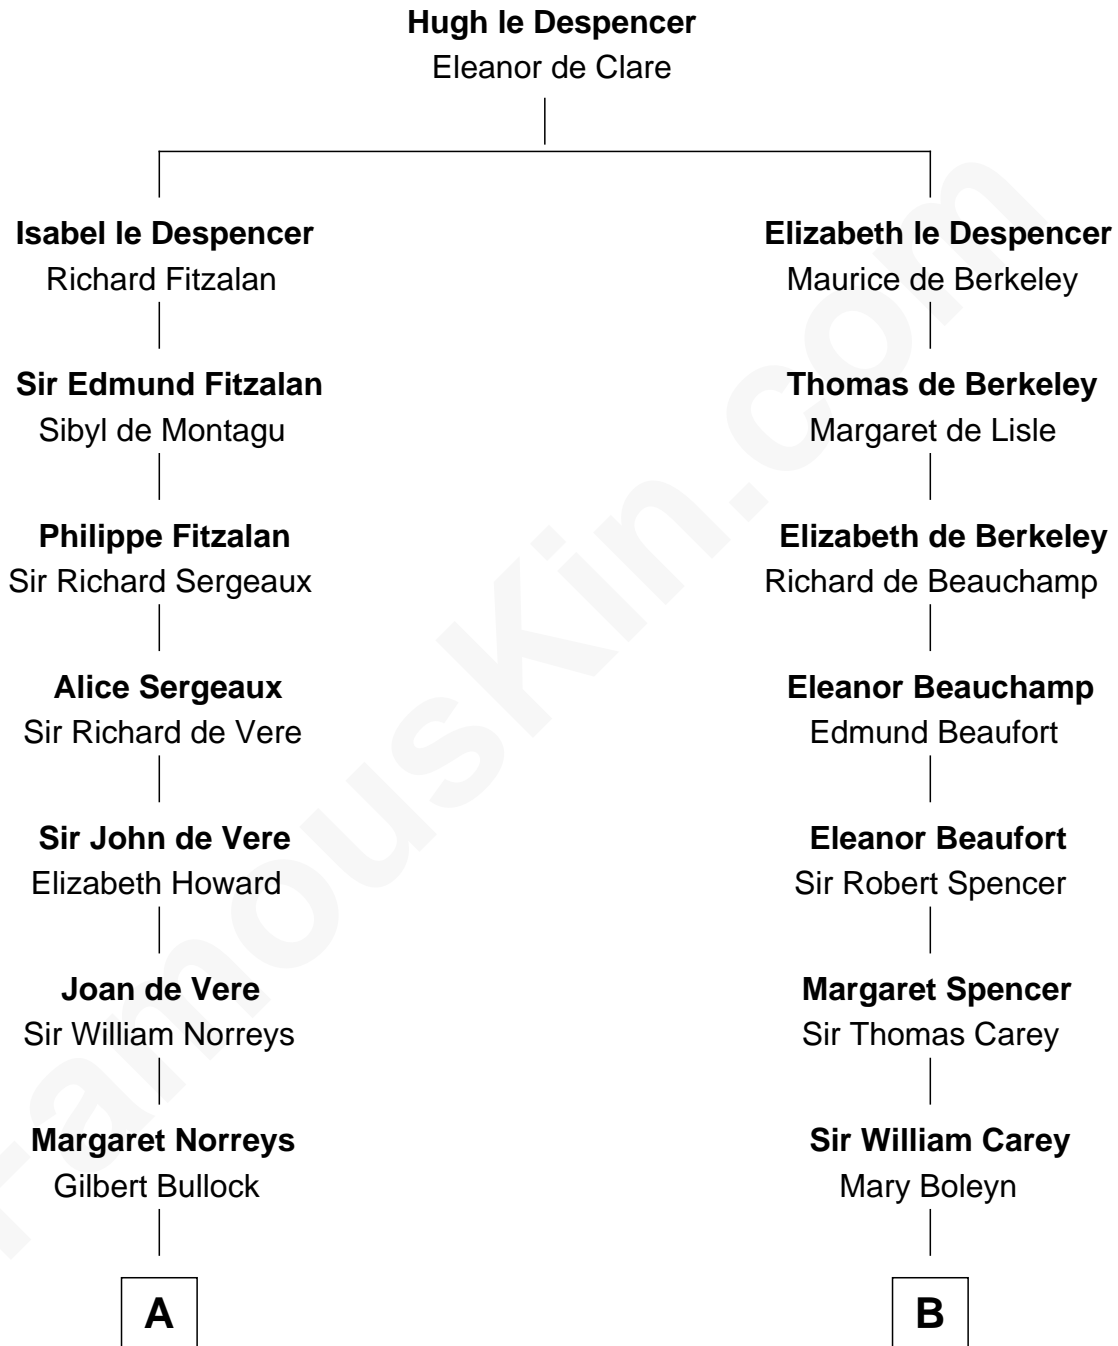 Hugh le Despencer
Eleanor de Clare
Isabel le Despencer
Richard Fitzalan
Elizabeth le Despencer
Maurice de Berkeley
Sir Edmund Fitzalan
Sibyl de Montagu
Thomas de Berkeley
Margaret de Lisle
Philippe Fitzalan
Sir Richard Sergeaux
Elizabeth de Berkeley
Richard de Beauchamp
Alice Sergeaux
Sir Richard de Vere
Eleanor Beauchamp
Edmund Beaufort
Sir John de Vere
Elizabeth Howard
Eleanor Beaufort
Sir Robert Spencer
Joan de Vere
Sir William Norreys
Margaret Spencer
Sir Thomas Carey
Margaret Norreys
Gilbert Bullock
Sir William Carey
Mary Boleyn
A
B
FamousKin.com